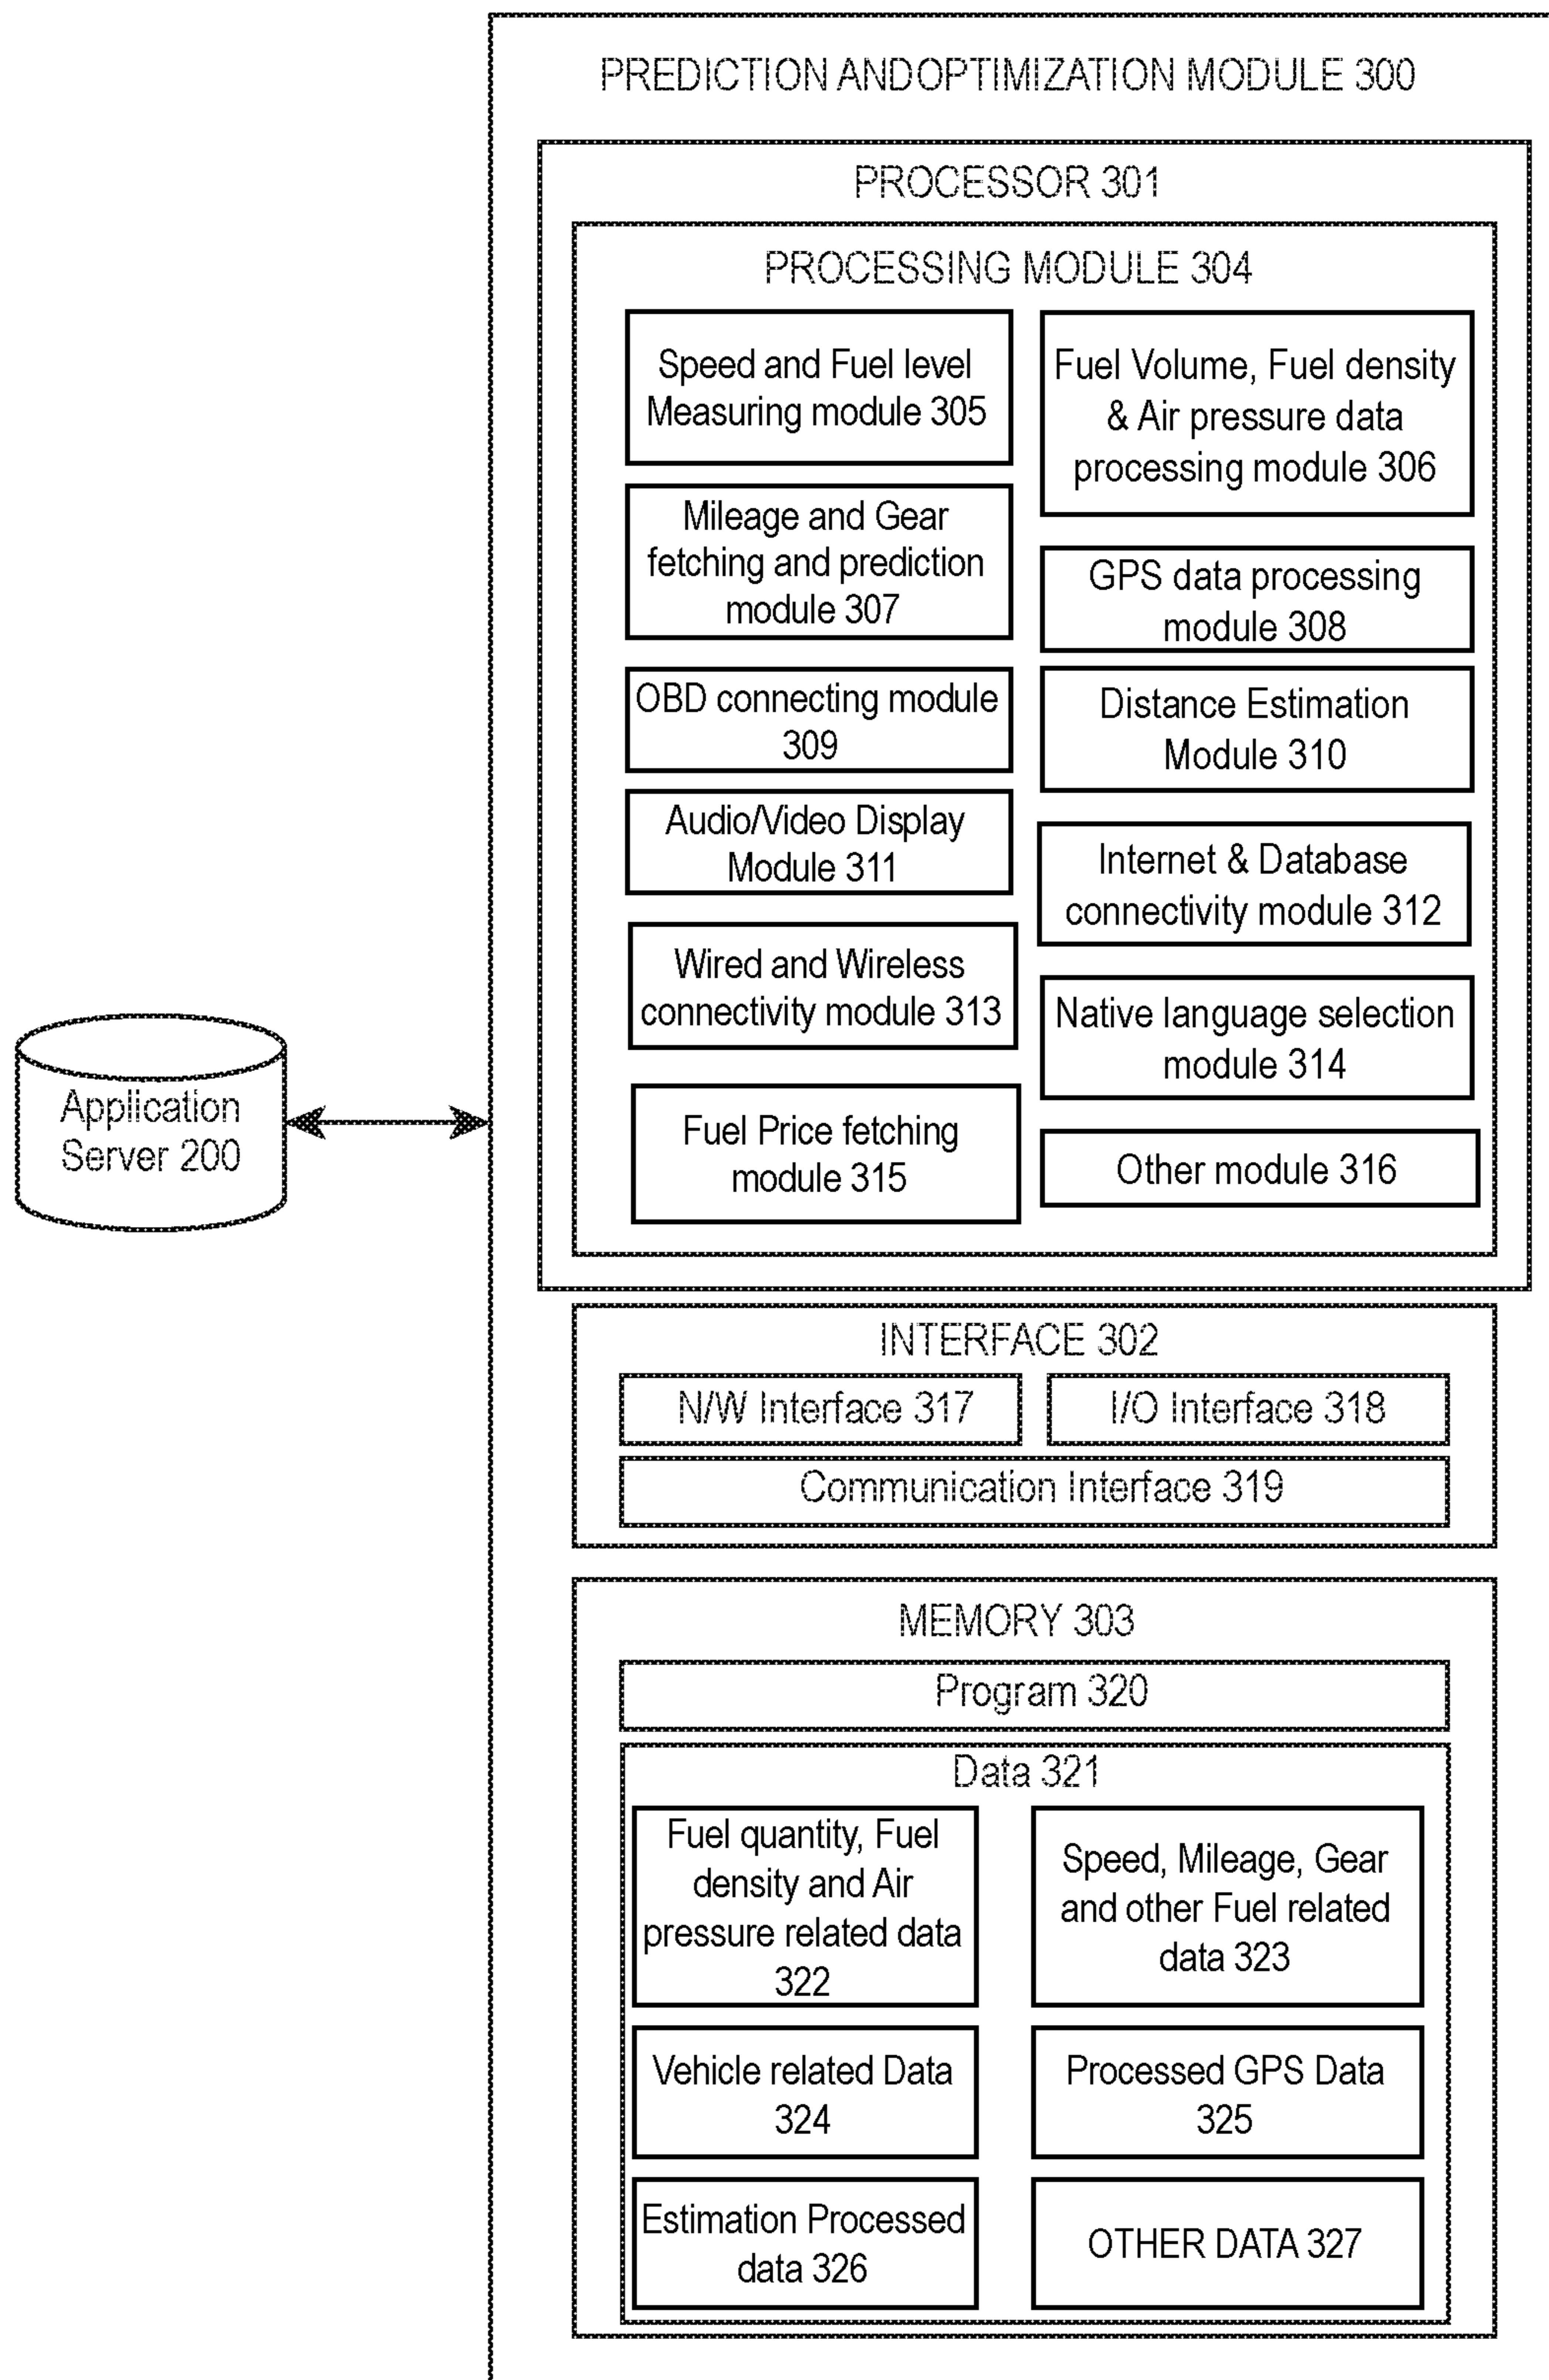 PREDICTION ANDOPTIMIZATION MODULE 300
PROCESSOR 301
PROCESSING MODULE 304
Speed and Fuel level
Measuring module 305
Fuel Volume, Fuel density
& Air pressure data
processing module 306
Mileage and Gear
fetching and prediction
module 307
GPS data processing
module 308
OBD connecting module
309
Distance Estimation
Module 310
Audio/Video Display
Module 311
Internet & Database
connectivity module 312
Wired and Wireless
connectivity module 313
Native language selection
module 314
Fuel Price fetching
module 315
Other module 316
Application
Server 200
INTERFACE 302
N/W Interface 317
I/O Interface 318
Communication Interface 319
MEMORY 303
Program 320
Data 321
Fuel quantity, Fuel
density and Air
pressure related data
322
Speed, Mileage, Gear
and other Fuel related
data 323
Vehicle related Data
324
Processed GPS Data
325
Estimation Processed
data 326
OTHER DATA 327